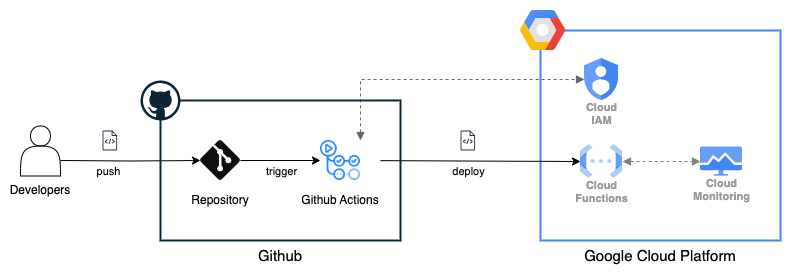 Cloud
IAM
push
trigger
deploy
Developers
Repository
Github Actions
Cloud
Functions
Cloud
Monitoring
Github
Google Cloud Platform